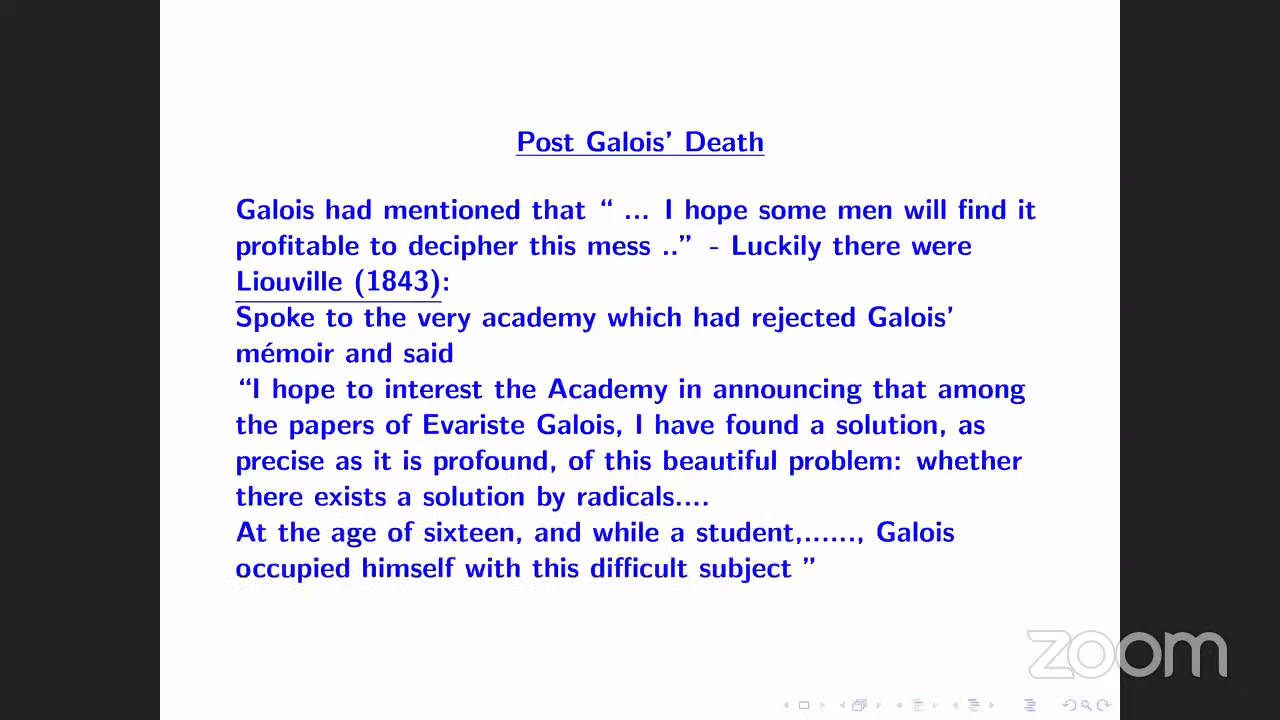 Post Galois’ Death
Galois had mentioned that “ ... I hope some men will find it
profitable to decipher this mess ..” - Luckily there were
Liouville (1843):
Spoke to the very academy which had rejected Galois’
mémoir and said
“I hope to interest the Academy in announcing that among
the papers of Evariste Galois, I have found a solution, as
precise as it is profound, of this beautiful problem: whether
there exists a solution by radicals....
At the age of sixteen, and while a student,......, Galois
occupied himself with this difficult subject ”
zoom